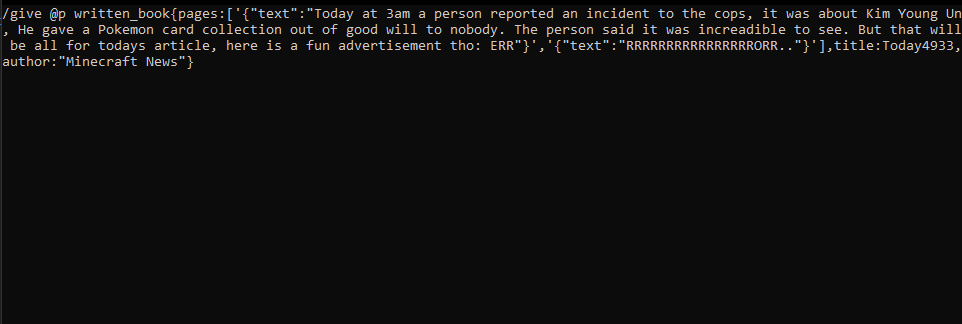 /give @p written_book{pages:['{"text":"Today at 3am a person reported an incident to the cops, it was about Kim Young Un
, He gave a Pokemon card collection out of good will to nobody. The person said it was increadible to see. But that will
be all for todays article, here is a fun advertisement tho: ERR"}','{"text":"RRRRRRRRRRRRRRRRORR.."}'],title:Today4933,
author:"Minecraft News"}